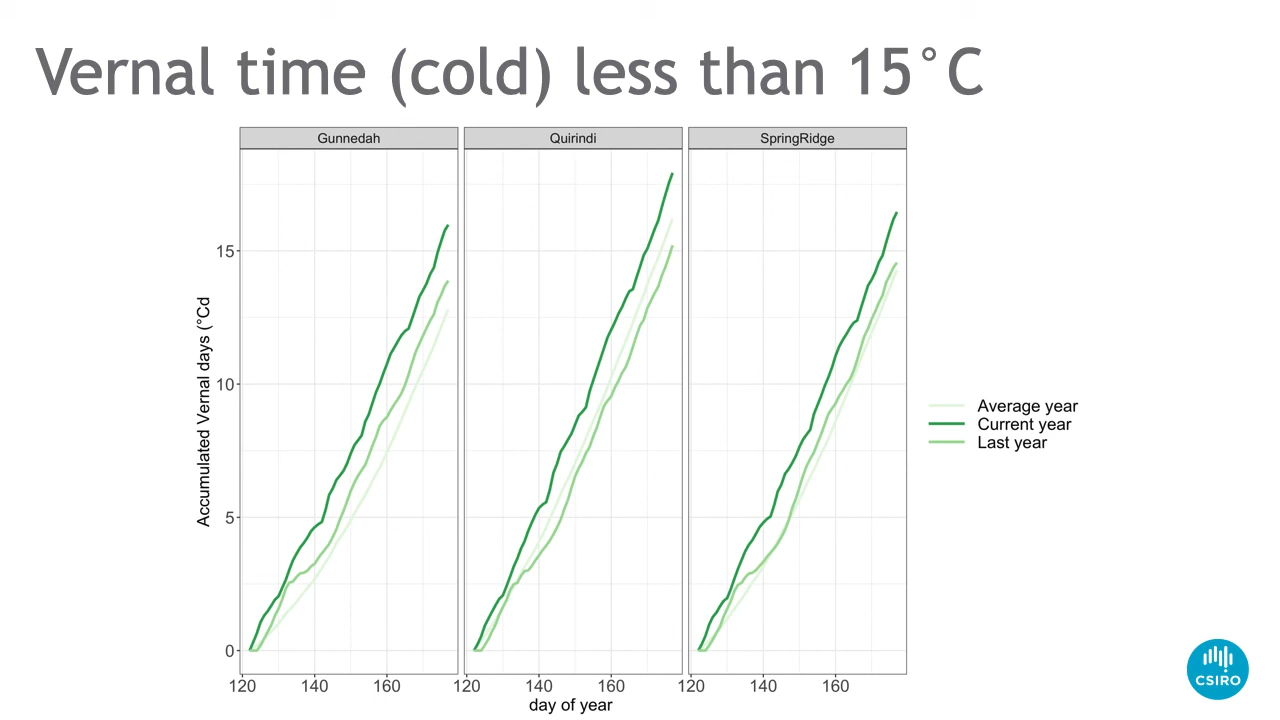 Vernal time (cold) less than 15°C
Gunnedah
Quirindi
SpringRidge
15
10
5
0
Accumulated Vernal days (°Cd
120 140 160 120 140 160 120 140 160
day of year
Average year
Current year
Last year
CSIRO